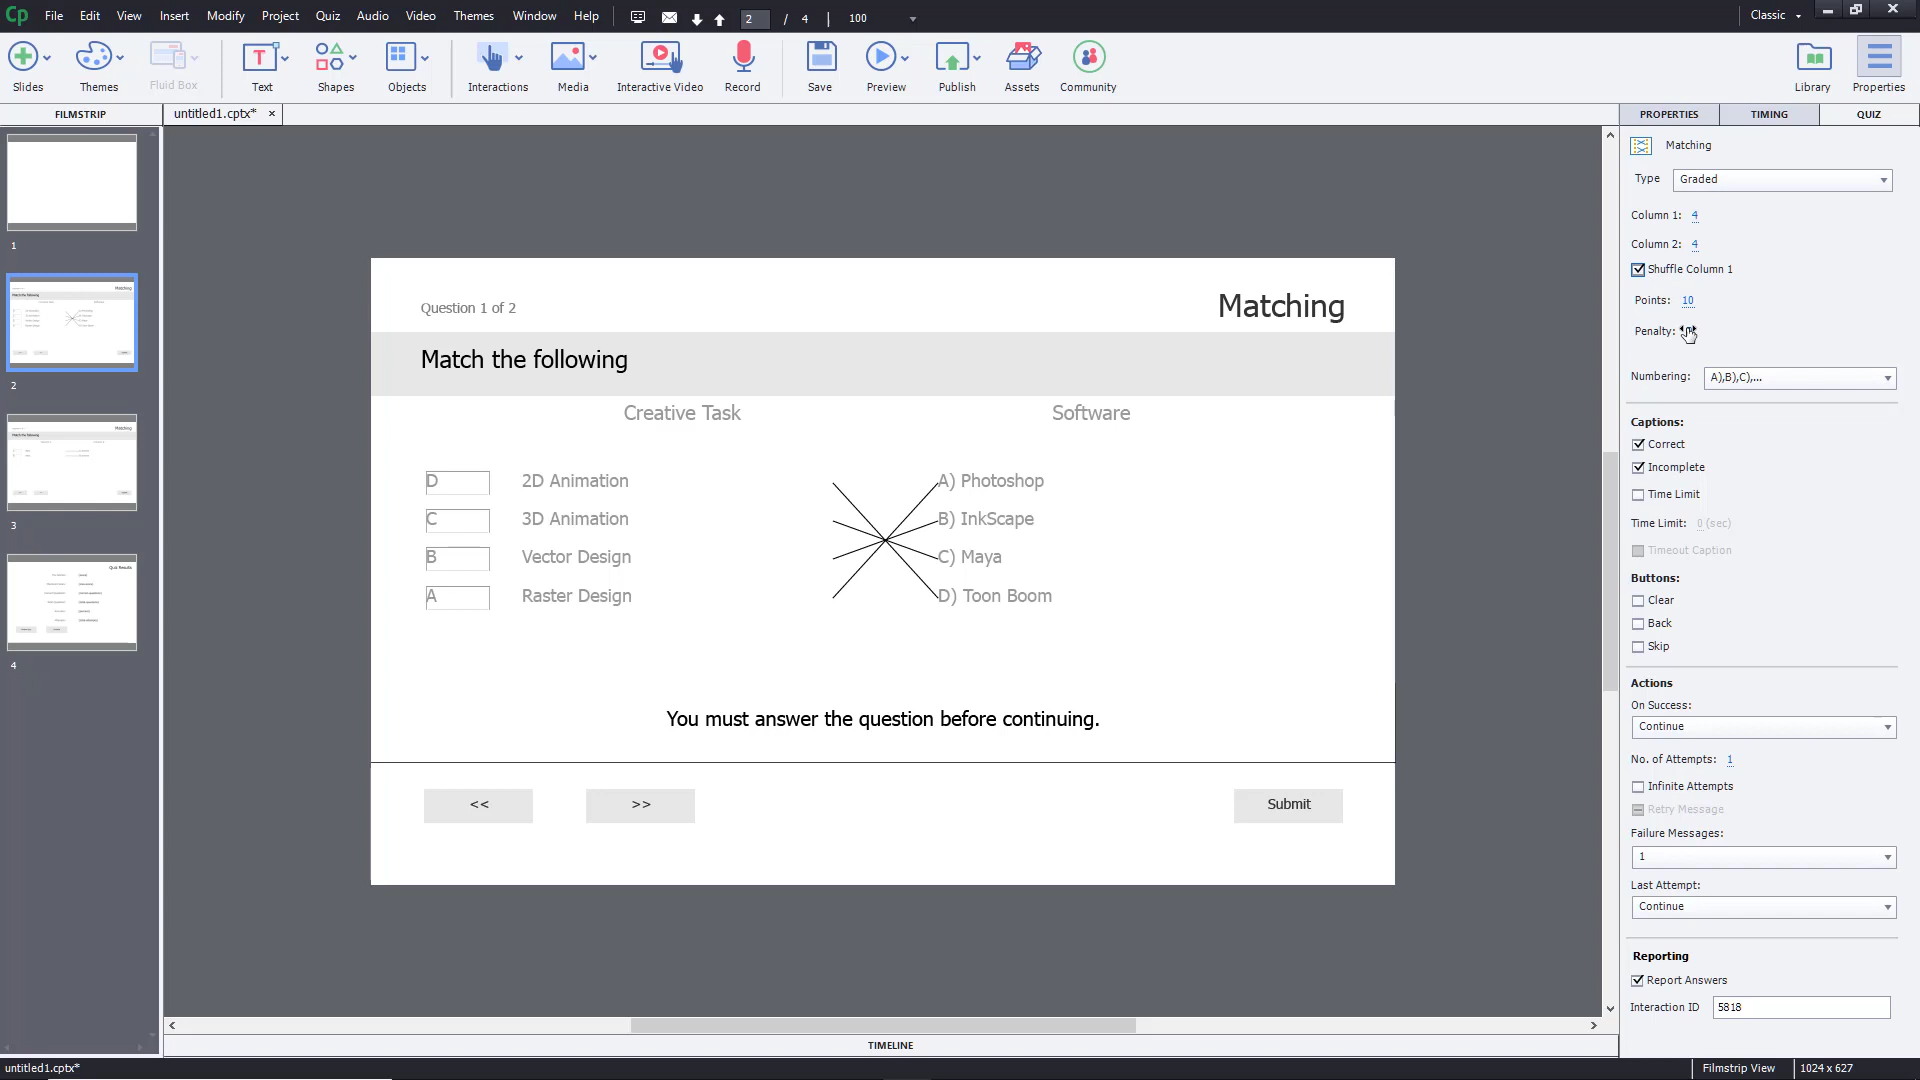 Cp File Edit View Insert Modify Project Quiz Audio Video Themes Window Help 2 / 4 | 100 Classic
Slides Themes Fluid Box Text Shapes Objects Interactions Media Interactive Video Record Save Preview Publish Assets Community Library Properties
FILMSTRIP untitled1.cptx* × PROPERTIES TIMING QUIZ
Matching
Type Graded
Column 1: 4
Column 2: 4
Shuffle Column 1
Points: 10
Penalty:
Numbering: A),B),C),...
Captions:
Correct
Incomplete
Time Limit
Time Limit: 0 (sec)
Timeout Caption
Buttons:
Clear
Back
Skip
Actions
On Success:
Continue
No. of Attempts: 1
Infinite Attempts
Retry Message
Failure Messages:
1
Last Attempt:
Continue
Reporting
Report Answers
Interaction ID 5818
1
2
3
4
Question 1 of 2 Matching
Match the following
Creative Task Software
D 2D Animation A) Photoshop
C 3D Animation B) InkScape
B Vector Design C) Maya
A Raster Design D) Toon Boom
You must answer the question before continuing.
<< >> Submit
TIMELINE
untitled1.cptx* Filmstrip View 1024 x 627